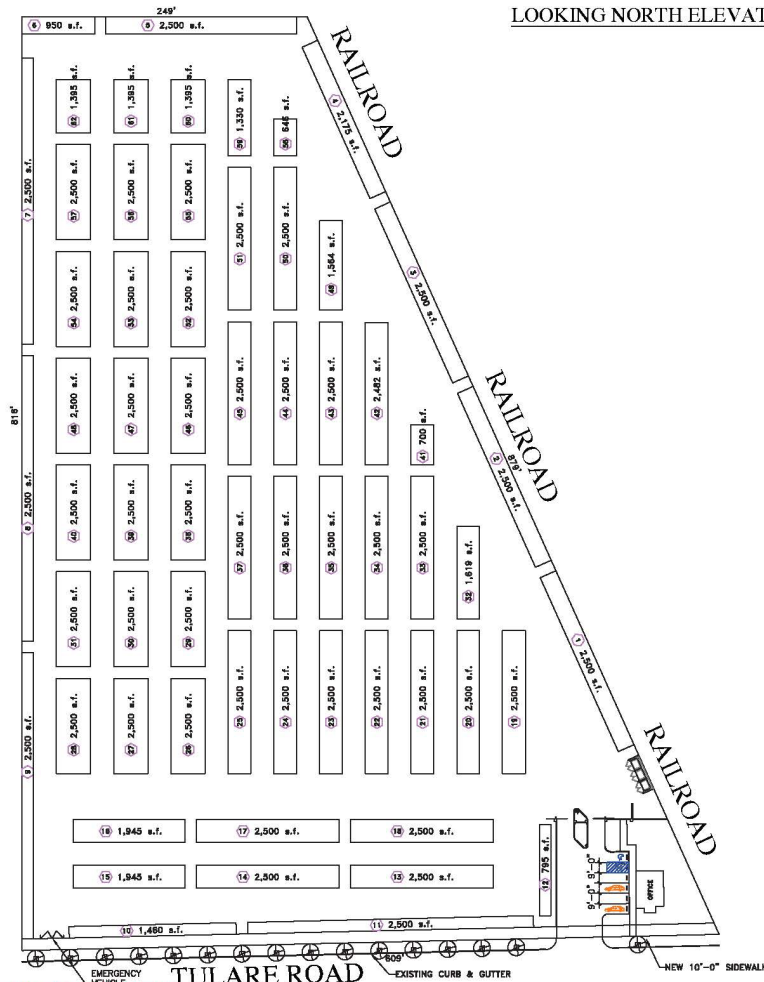 LOOKING NORTH ELEVAT
249'
6 950 s.f.
5 2,500 s.f.
RAILROAD
4 2,175 s.f.
62 1,395 s.f.
61 1,395 s.f.
60 1,395 s.f.
59 1,330 s.f.
58 646 s.f.
7 2,500 s.f.
57 2,500 s.f.
56 2,500 s.f.
55 2,500 s.f.
51 2,500 s.f.
50 2,500 s.f.
49 1,564 s.f.
3 2,500 s.f.
54 2,500 s.f.
53 2,500 s.f.
52 2,500 s.f.
818'
48 2,500 s.f.
47 2,500 s.f.
46 2,500 s.f.
45 2,500 s.f.
44 2,500 s.f.
43 2,500 s.f.
42 2,482 s.f.
41 700 s.f.
RAILROAD
879'
2 2,500 s.f.
8 2,500 s.f.
40 2,500 s.f.
39 2,500 s.f.
38 2,500 s.f.
37 2,500 s.f.
36 2,500 s.f.
35 2,500 s.f.
34 2,500 s.f.
33 2,500 s.f.
32 1,619 s.f.
1 2,500 s.f.
31 2,500 s.f.
30 2,500 s.f.
29 2,500 s.f.
9 2,500 s.f.
28 2,500 s.f.
27 2,500 s.f.
26 2,500 s.f.
25 2,500 s.f.
24 2,500 s.f.
23 2,500 s.f.
22 2,500 s.f.
21 2,500 s.f.
20 2,500 s.f.
19 2,500 s.f.
RAILROAD
16 1,945 s.f.
17 2,500 s.f.
18 2,500 s.f.
15 1,945 s.f.
14 2,500 s.f.
13 2,500 s.f.
12 795 s.f.
9'-0"
9'-0"
OFFICE
10 1,460 s.f.
11 2,500 s.f.
609'
EMERGENCY
VEHICLE
TULARE ROAD
EXISTING CURB & GUTTER
NEW 10'-0" SIDEWALK